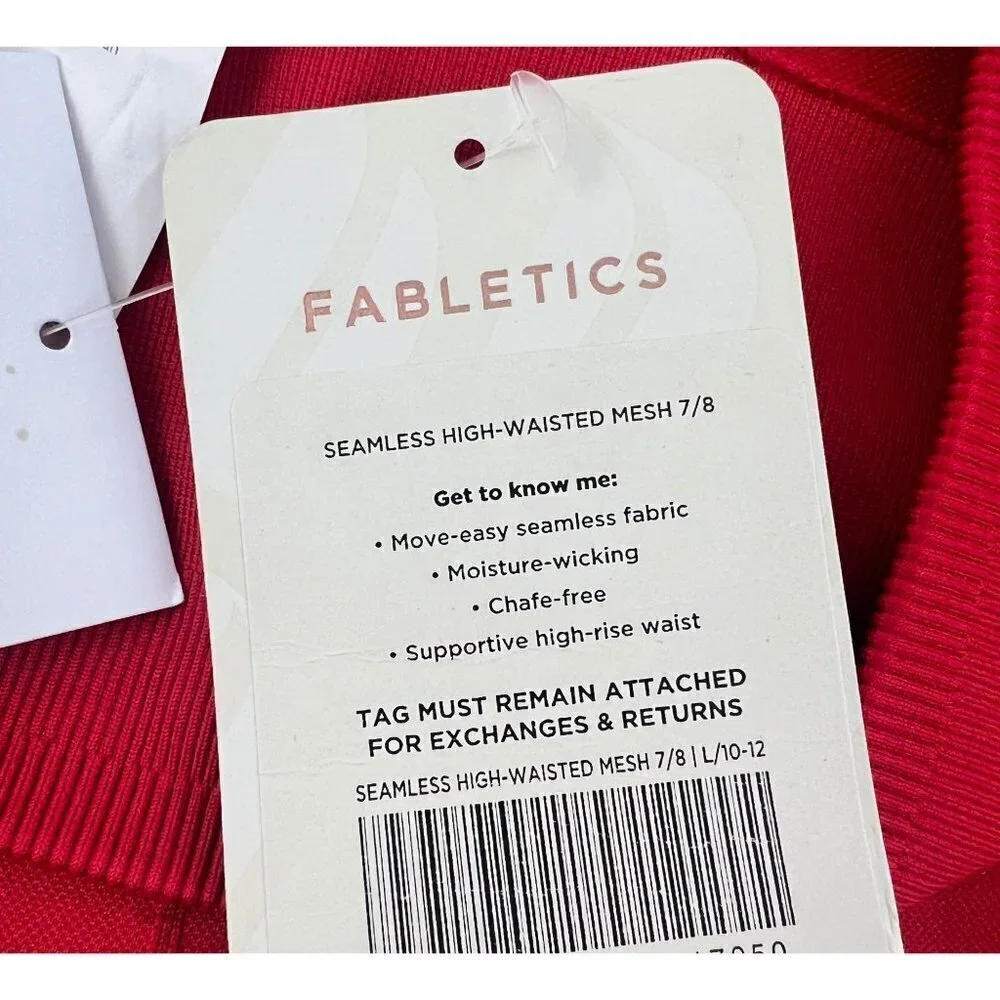 FABLETICS
SEAMLESS HIGH-WAISTED MESH 7/8
Get to know me:
• Move-easy seamless fabric
• Moisture-wicking
• Chafe-free
• Supportive high-rise waist
TAG MUST REMAIN ATTACHED
FOR EXCHANGES & RETURNS
SEAMLESS HIGH-WAISTED MESH 7/8 | L/10-12